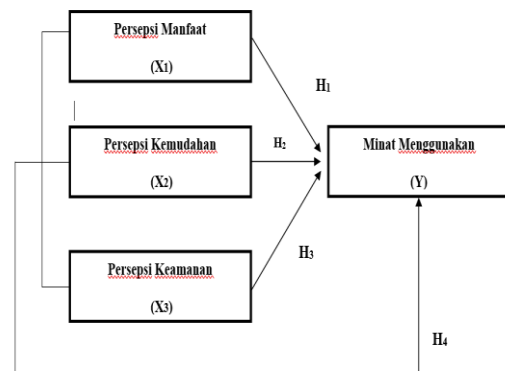 Persepsi Manfaat
(X1)
H1
Persepsi Kemudahan
(X2)
H2
Minat Menggunakan
(Y)
Persepsi Keamanan
(X3)
H3
H4